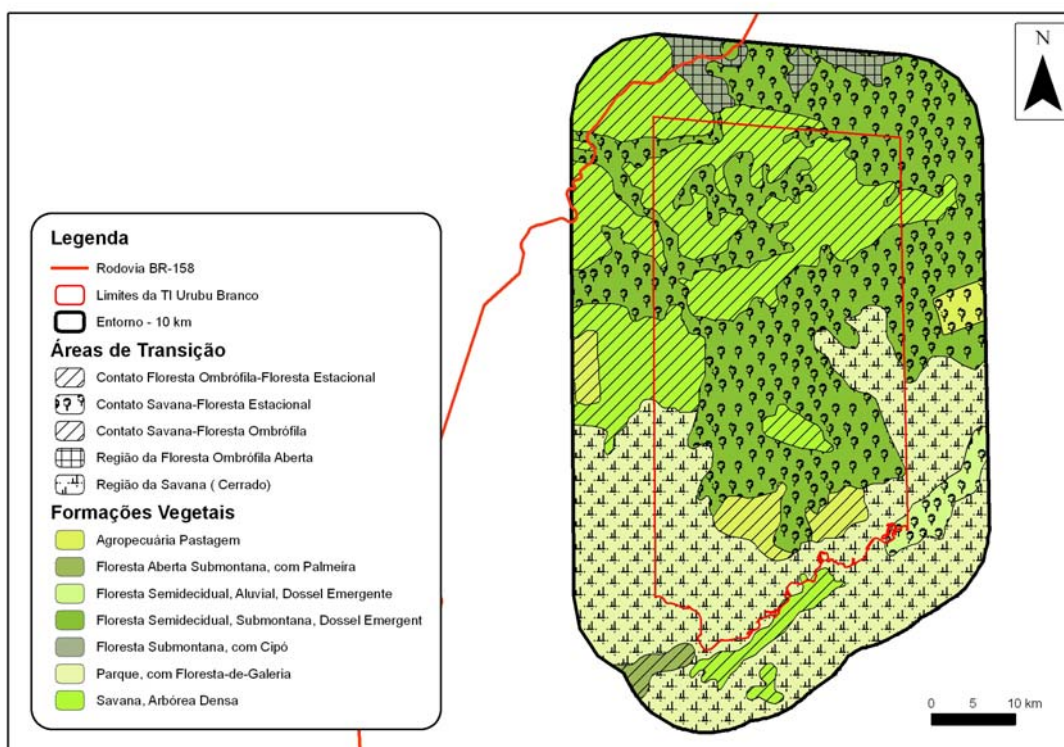 N
Legenda
Rodovia BR-158
Limites da TI Urubu Branco
Entorno - 10 km
Áreas de Transição
Contato Floresta Ombrófila-Floresta Estacional
Contato Savana-Floresta Estacional
Contato Savana-Floresta Ombrófila
Região da Floresta Ombrófila Aberta
Região da Savana ( Cerrado)
Formações Vegetais
Agropecuária Pastagem
Floresta Aberta Submontana, com Palmeira
Floresta Semidecidual, Aluvial, Dossel Emergente
Floresta Semidecidual, Submontana, Dossel Emergent
Floresta Submontana, com Cipó
Parque, com Floresta-de-Galeria
Savana, Arbórea Densa
0 5 10 km